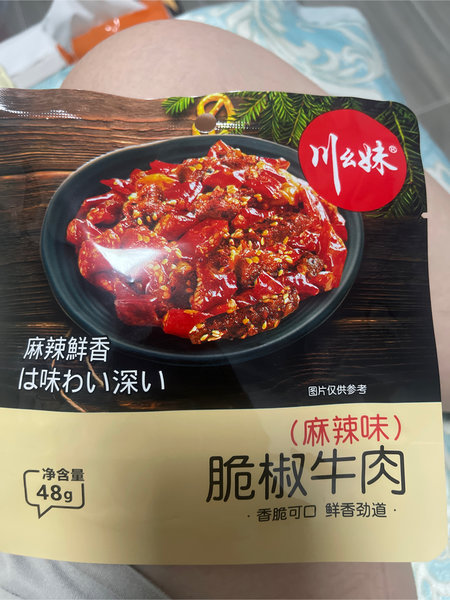 川幺妹®
麻辣鲜香
は味わい深い
图片仅供参考
(麻辣味)
脆椒牛肉
·香脆可口 鲜香劲道·
净含量
48g